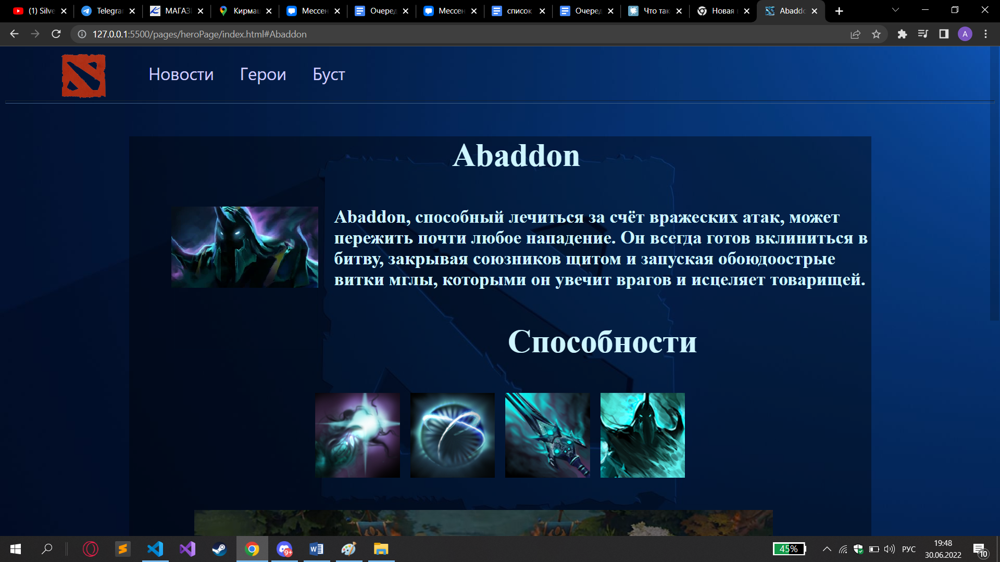 (1) Silve
Telegra
МАГАЗ
Кирма
Мессен
Очеред
Мессен
список
Очеред
Что так
Новая
Abaddo
127.0.0.1:5500/pages/heroPage/index.html#Abaddon
A
Новости
Герои
Буст
Abaddon
Abaddon, способный лечиться за счёт вражеских атак, может
пережить почти любое нападение. Он всегда готов вклиниться в
битву, закрывая союзников щитом и запуская обоюдоострые
витки мглы, которыми он увечит врагов и исцеляет товарищей.
Способности
9+
45%
РУС
19:48
30.06.2022
10